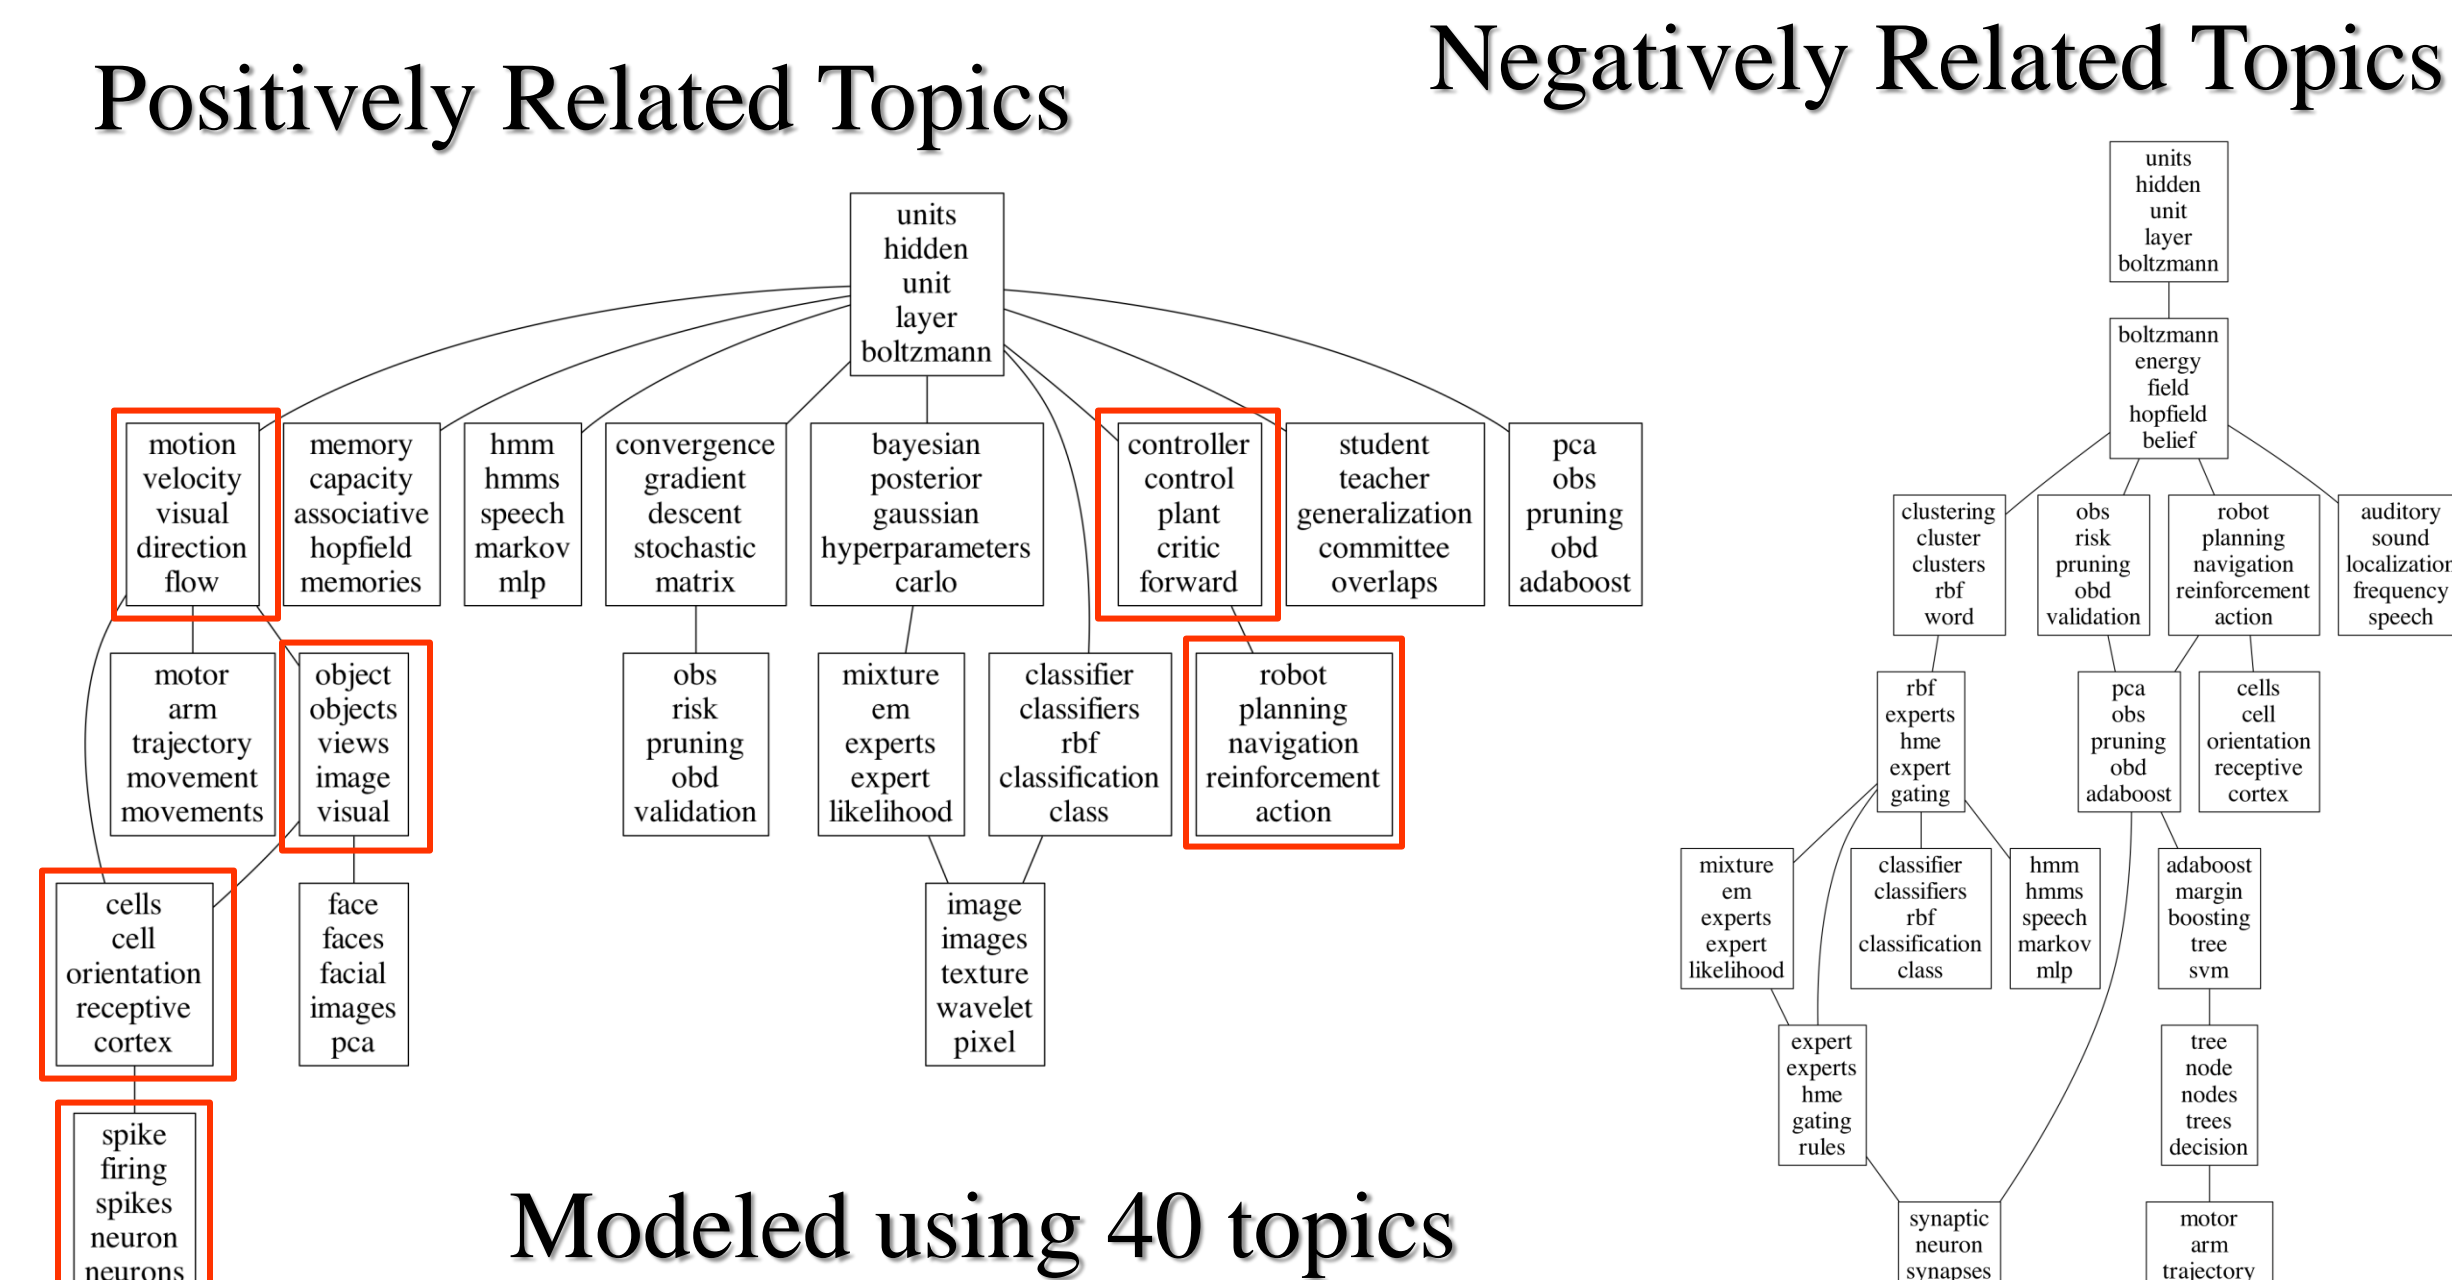 Positively Related Topics
units
hidden
unit
layer
boltzmann
motion
velocity
visual
direction
flow
memory
capacity
associative
hopfield
memories
hmm
hmms
speech
markov
mlp
convergence
gradient
descent
stochastic
matrix
bayesian
posterior
gaussian
hyperparameters
carlo
controller
control
plant
critic
forward
student
teacher
generalization
committee
overlaps
pca
obs
pruning
obd
adaboost
motor
arm
trajectory
movement
movements
object
objects
views
image
visual
obs
risk
pruning
obd
validation
mixture
em
experts
expert
likelihood
classifier
classifiers
rbf
classification
class
robot
planning
navigation
reinforcement
action
cells
cell
orientation
receptive
cortex
face
faces
facial
images
pca
image
images
texture
wavelet
pixel
spike
firing
spikes
neuron
neurons
Modeled using 40 topics
Negatively Related Topics
units
hidden
unit
layer
boltzmann
boltzmann
energy
field
hopfield
belief
clustering
cluster
clusters
rbf
word
obs
risk
pruning
obd
validation
robot
planning
navigation
reinforcement
action
auditory
sound
localization
frequency
speech
rbf
experts
hme
expert
gating
pca
obs
pruning
obd
adaboost
cells
cell
orientation
receptive
cortex
mixture
em
experts
expert
likelihood
classifier
classifiers
rbf
classification
class
hmm
hmms
speech
markov
mlp
adaboost
margin
boosting
tree
svm
expert
experts
hme
gating
rules
tree
node
nodes
trees
decision
synaptic
neuron
synapses
motor
arm
trajectory